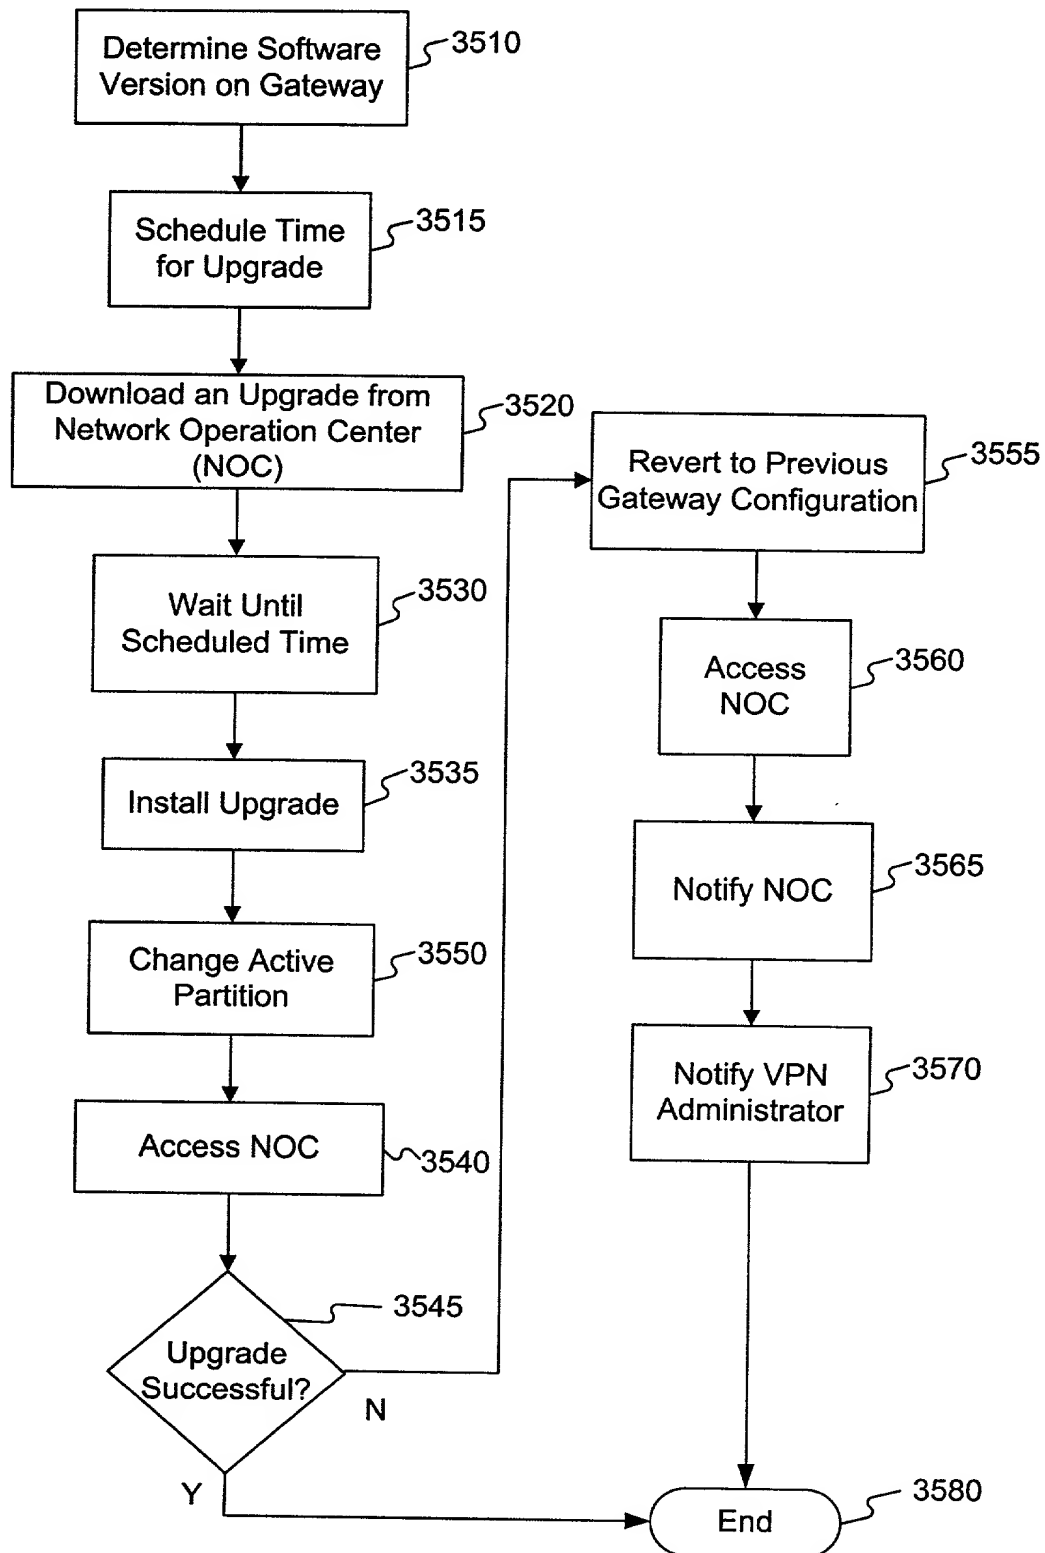 Determine Software
Version on Gateway
3510
Schedule Time
for Upgrade
3515
Download an Upgrade from
Network Operation Center
(NOC)
3520
Wait Until
Scheduled Time
3530
Install Upgrade
3535
Change Active
Partition
3550
Access NOC
3540
Upgrade
Successful?
3545
N
Y
Revert to Previous
Gateway Configuration
3555
Access
NOC
3560
Notify NOC
3565
Notify VPN
Administrator
3570
End
3580